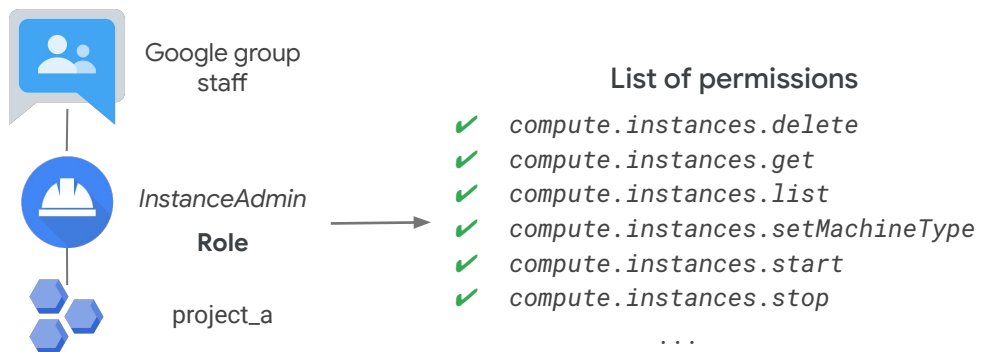 Google group
staff
InstanceAdmin
Role
project_a
List of permissions
✔ compute.instances.delete
✔ compute.instances.get
✔ compute.instances.list
✔ compute.instances.setMachineType
✔ compute.instances.start
✔ compute.instances.stop
...